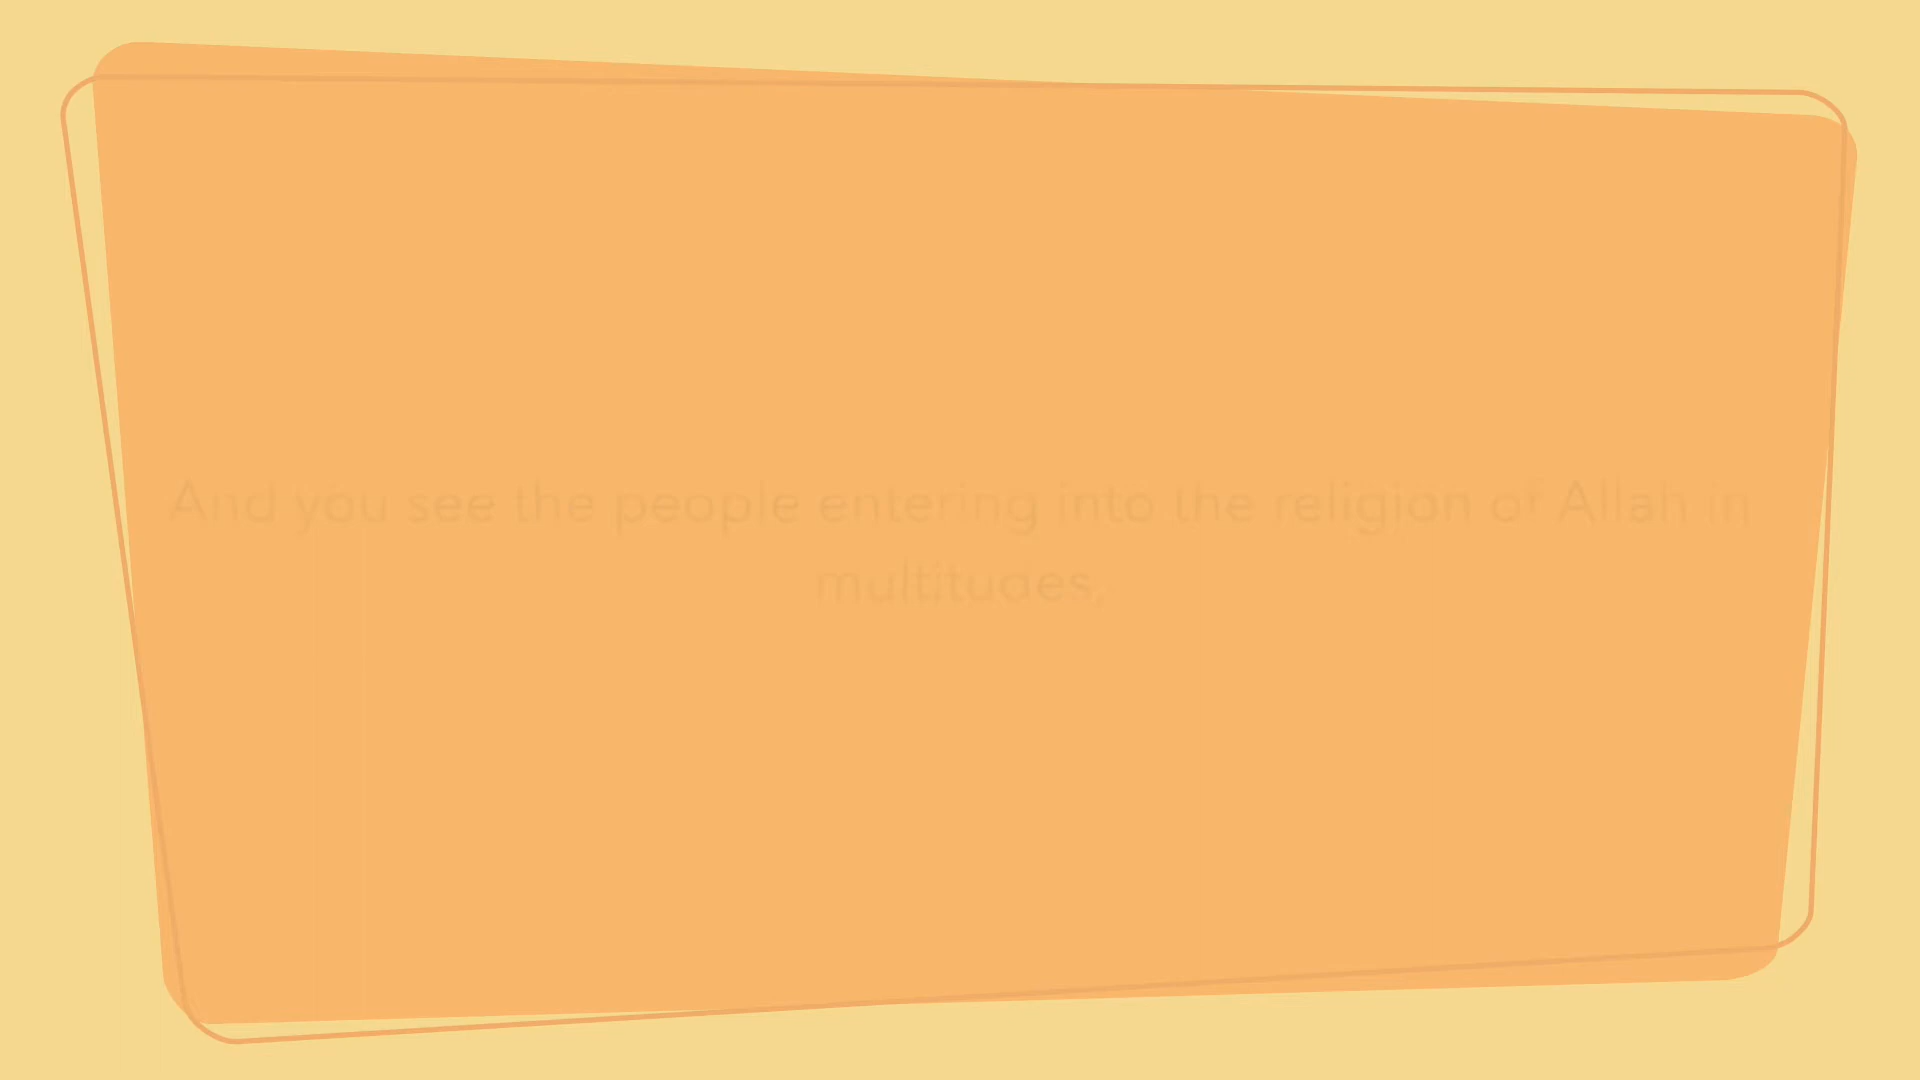 And you see the people entering into the religion of Allah in
multitudes,